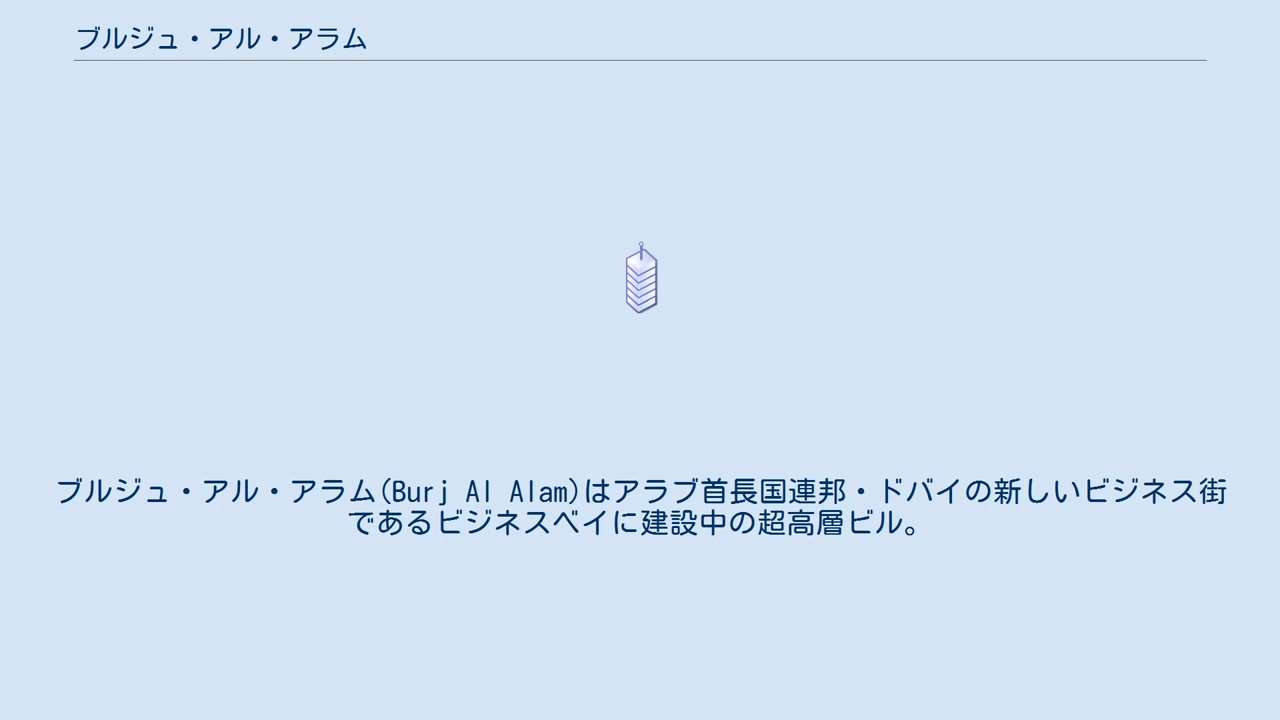 ブルジュ・アル・アラム
ブルジュ・アル・アラム(Burj Al Alam)はアラブ首長国連邦・ドバイの新しいビジネス街
であるビジネスベイに建設中の超高層ビル。